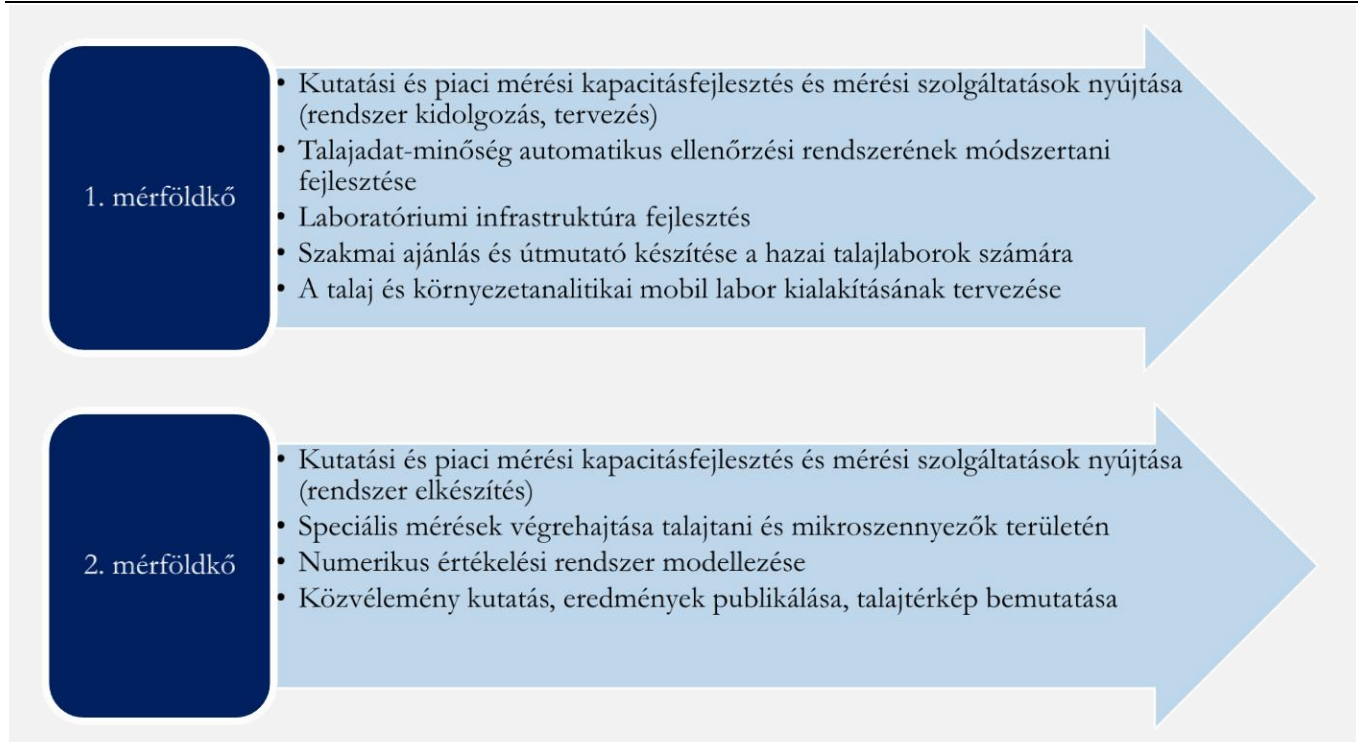 1. mérföldkő
• Kutatási és piaci mérési kapacitásfejlesztés és mérési szolgáltatások nyújtása
(rendszer kidolgozás, tervezés)
• Talajadat-minőség automatikus ellenőrzési rendszerének módszertani
fejlesztése
• Laboratóriumi infrastruktúra fejlesztés
• Szakmai ajánlás és útmutató készítése a hazai talajlaborok számára
• A talaj és környezetanalitikai mobil labor kialakításának tervezése
2. mérföldkő
• Kutatási és piaci mérési kapacitásfejlesztés és mérési szolgáltatások nyújtása
(rendszer elkészítés)
• Speciális mérések végrehajtása talajtani és mikroszennyezők területén
• Numerikus értékelési rendszer modellezése
• Közvélemény kutatás, eredmények publikálása, talajtérkép bemutatása